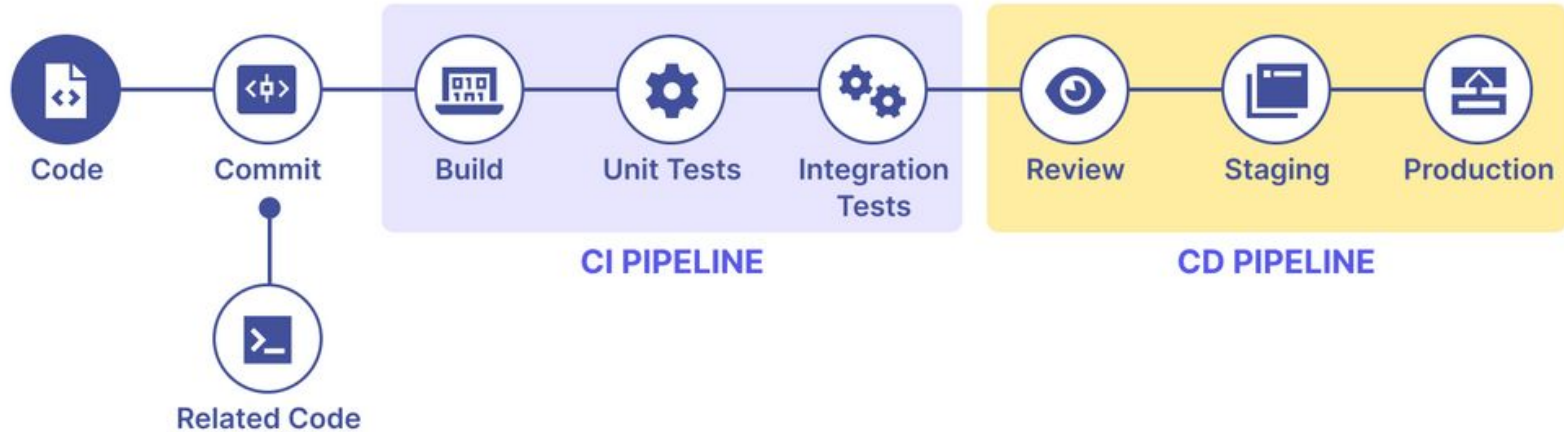 Code
Commit
Build
Unit Tests
Integration
Tests
Review
Staging
Production
CI PIPELINE
CD PIPELINE
Related Code